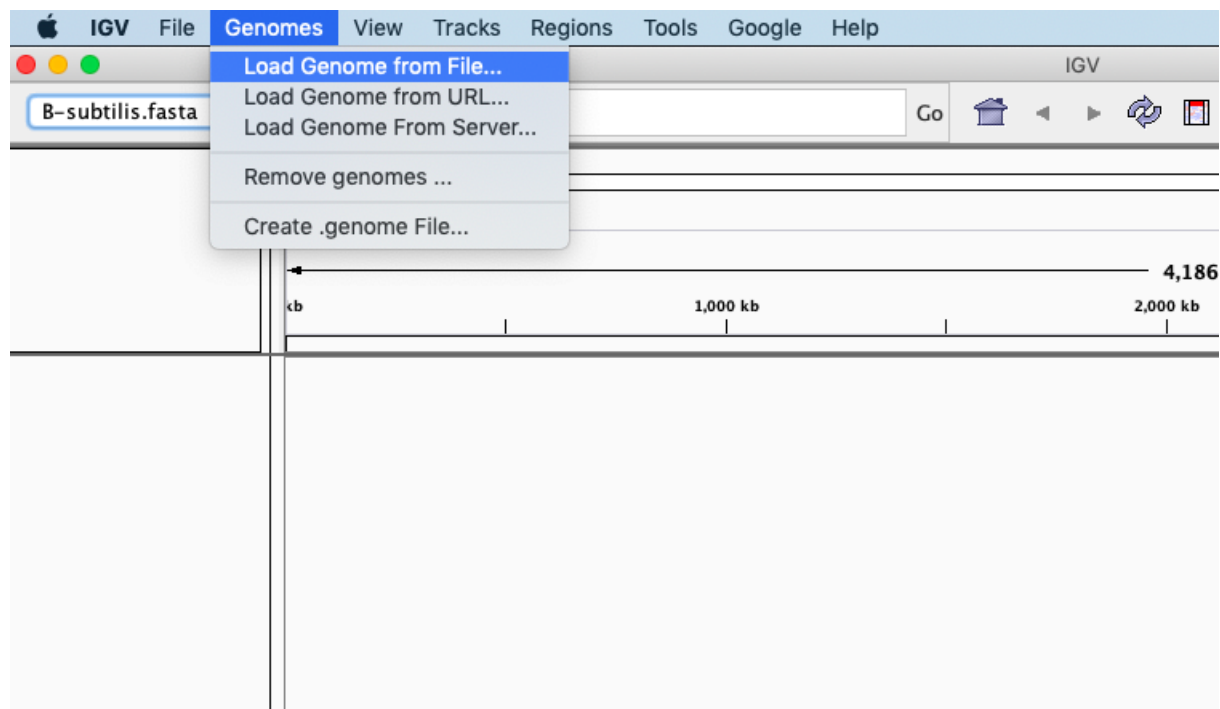 IGV File Genomes View Tracks Regions Tools Google Help
IGV
Load Genome from File...
B-subtilis.fasta
Load Genome from URL...
Go
Load Genome From Server...
Remove genomes ...
Create .genome File...
4,186
kb 1,000 kb 2,000 kb